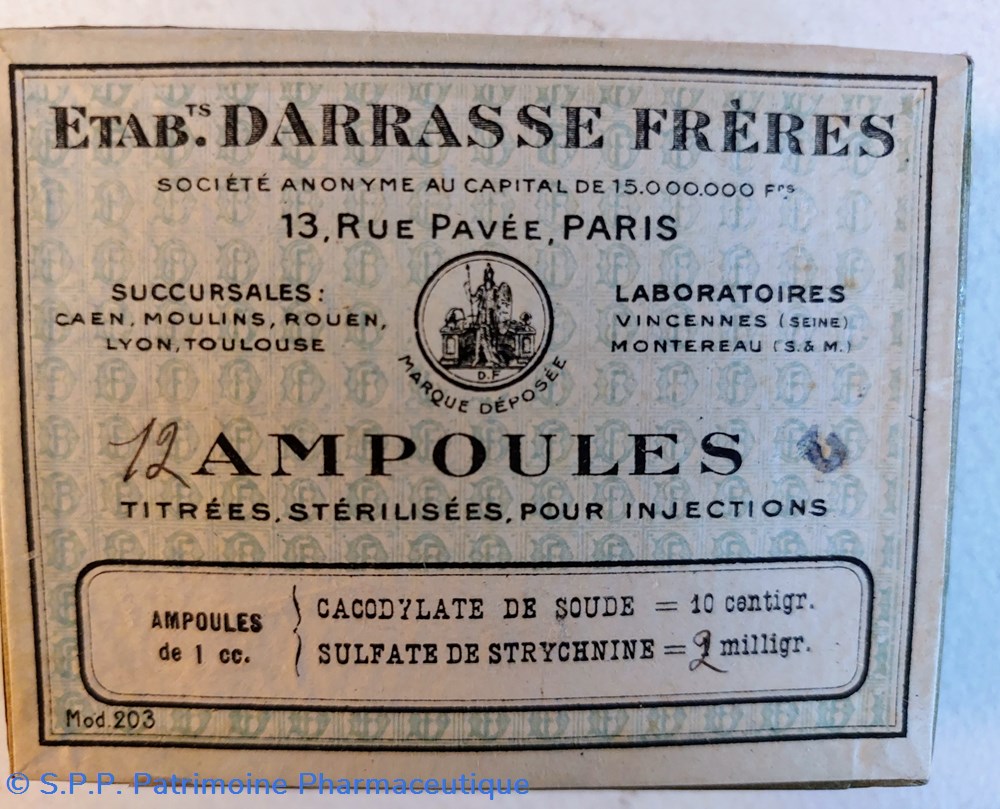 ETAB.TS DARRASSE FRÈRES
SOCIÉTÉ ANONYME AU CAPITAL DE 15.000.000 Frs
13, RUE PAVÉE, PARIS
SUCCURSALES:
CAEN, MOULINS, ROUEN,
LYON, TOULOUSE
D.F
MARQUE DÉPOSÉE
LABORATOIRES
VINCENNES (SEINE)
MONTEREAU (S. & M.)
12 AMPOULES
TITRÉES, STÉRILISÉES, POUR INJECTIONS
AMPOULES
de 1 cc.
CACODYLATE DE SOUDE = 10 centigr.
SULFATE DE STRYCHNINE = 2 milligr.
Mod. 203
© S.P.P. Patrimoine Pharmaceutique